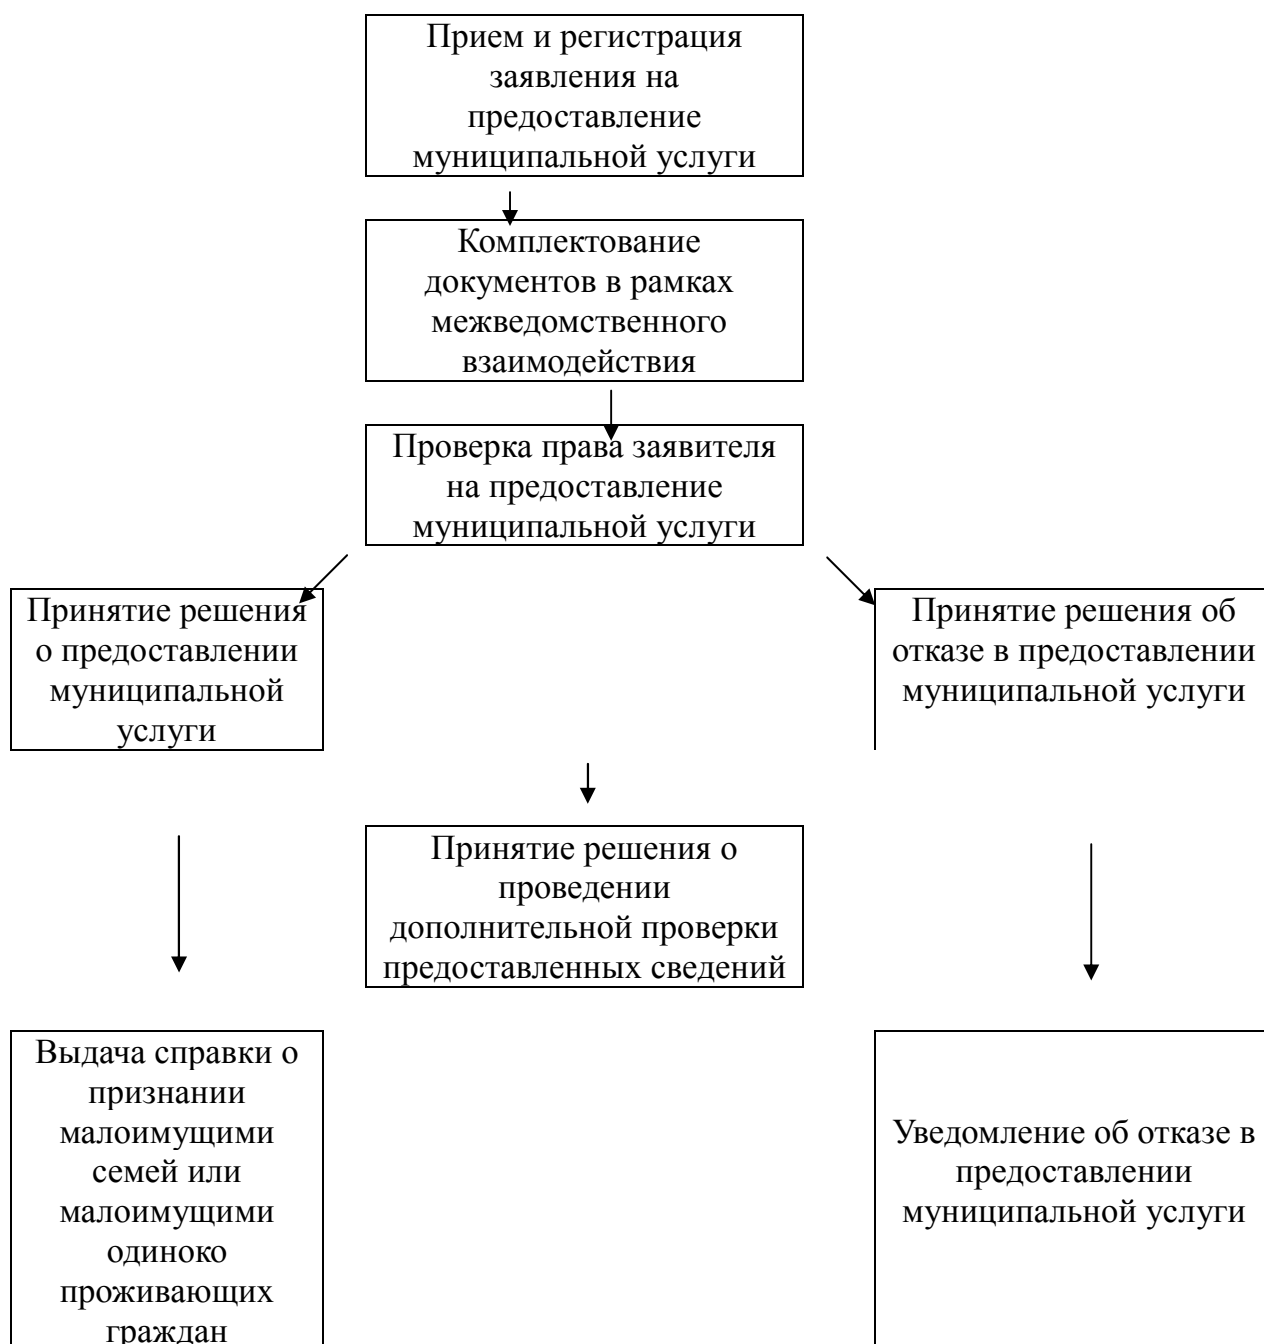 Прием и регистрация
заявления на
предоставление
муниципальной услуги
Комплектование
документов в рамках
межведомственного
взаимодействия
Проверка права заявителя
на предоставление
муниципальной услуги
Принятие решения
о предоставлении
муниципальной
услуги
Принятие решения об
отказе в предоставлении
муниципальной услуги
Принятие решения о
проведении
дополнительной проверки
предоставленных сведений
Выдача справки о
признании
малоимущими
семей или
малоимущими
одиноко
проживающих
граждан
Уведомление об отказе в
предоставлении
муниципальной услуги